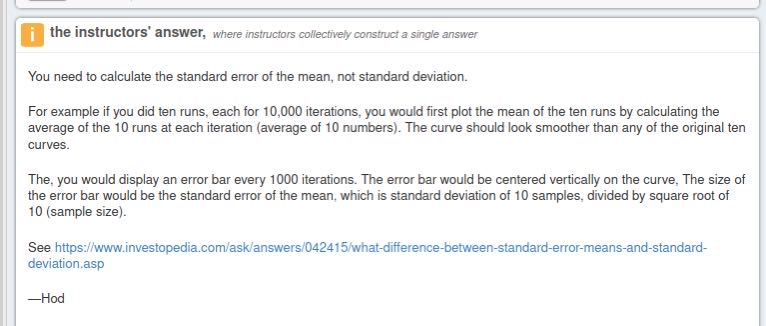 i the instructors' answer, where instructors collectively construct a single answer
You need to calculate the standard error of the mean, not standard deviation.
For example if you did ten runs, each for 10,000 iterations, you would first plot the mean of the ten runs by calculating the
average of the 10 runs at each iteration (average of 10 numbers). The curve should look smoother than any of the original ten
curves.
The, you would display an error bar every 1000 iterations. The error bar would be centered vertically on the curve, The size of
the error bar would be the standard error of the mean, which is standard deviation of 10 samples, divided by square root of
10 (sample size).
See https://www.investopedia.com/ask/answers/042415/what-difference-between-standard-error-means-and-standard-
deviation.asp
—Hod